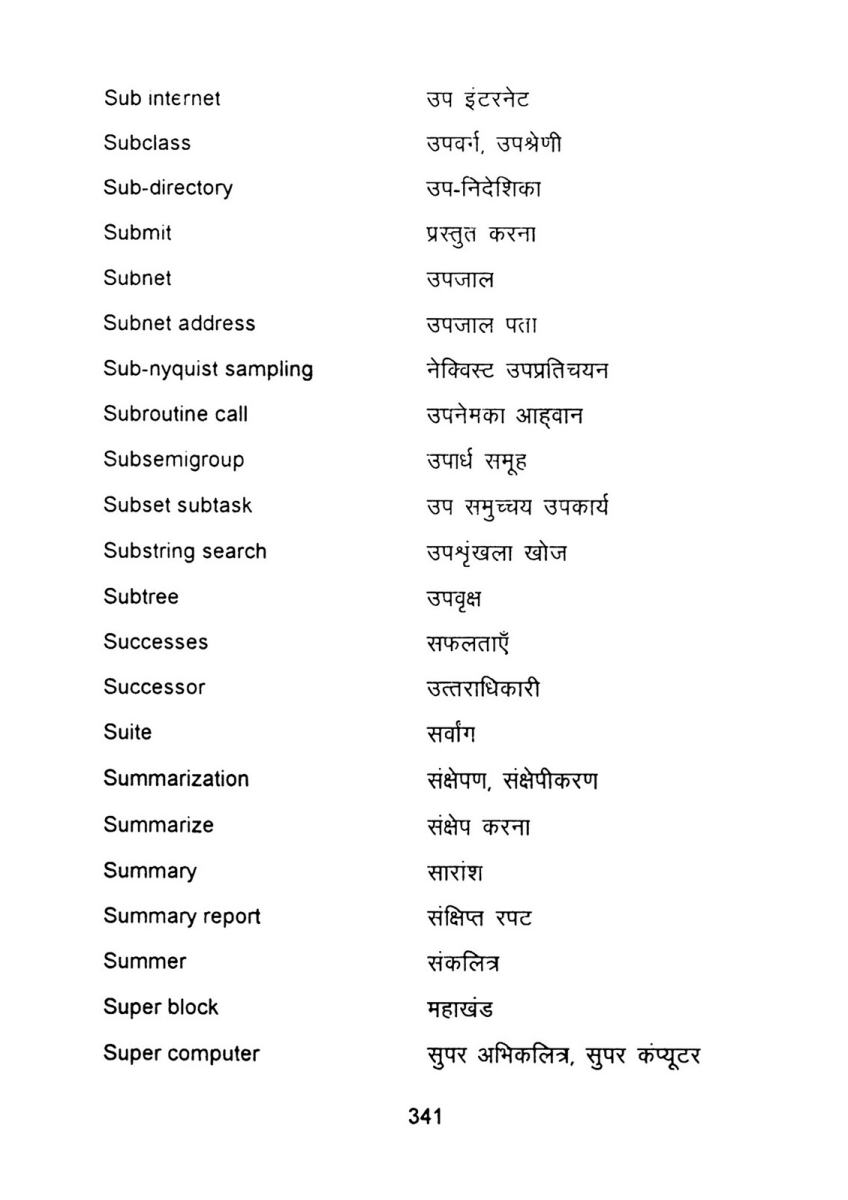 Sub internet उप इंटरनेट
Subclass उपवर्ग, उपश्रेणी
Sub-directory उप-निदेशिका
Submit प्रस्तुत करना
Subnet उपजाल
Subnet address उपजाल पता
Sub-nyquist sampling नेक्विस्ट उपप्रतिचयन
Subroutine call उपनेमका आह्वान
Subsemigroup उपार्ध समूह
Subset subtask उप समुच्चय उपकार्य
Substring search उपशृंखला खोज
Subtree उपवृक्ष
Successes सफलताएँ
Successor उत्तराधिकारी
Suite सर्वांग
Summarization संक्षेपण, संक्षेपीकरण
Summarize संक्षेप करना
Summary सारांश
Summary report संक्षिप्त रपट
Summer संकलित्र
Super block महाखंड
Super computer सुपर अभिकलित्र, सुपर कंप्यूटर
341